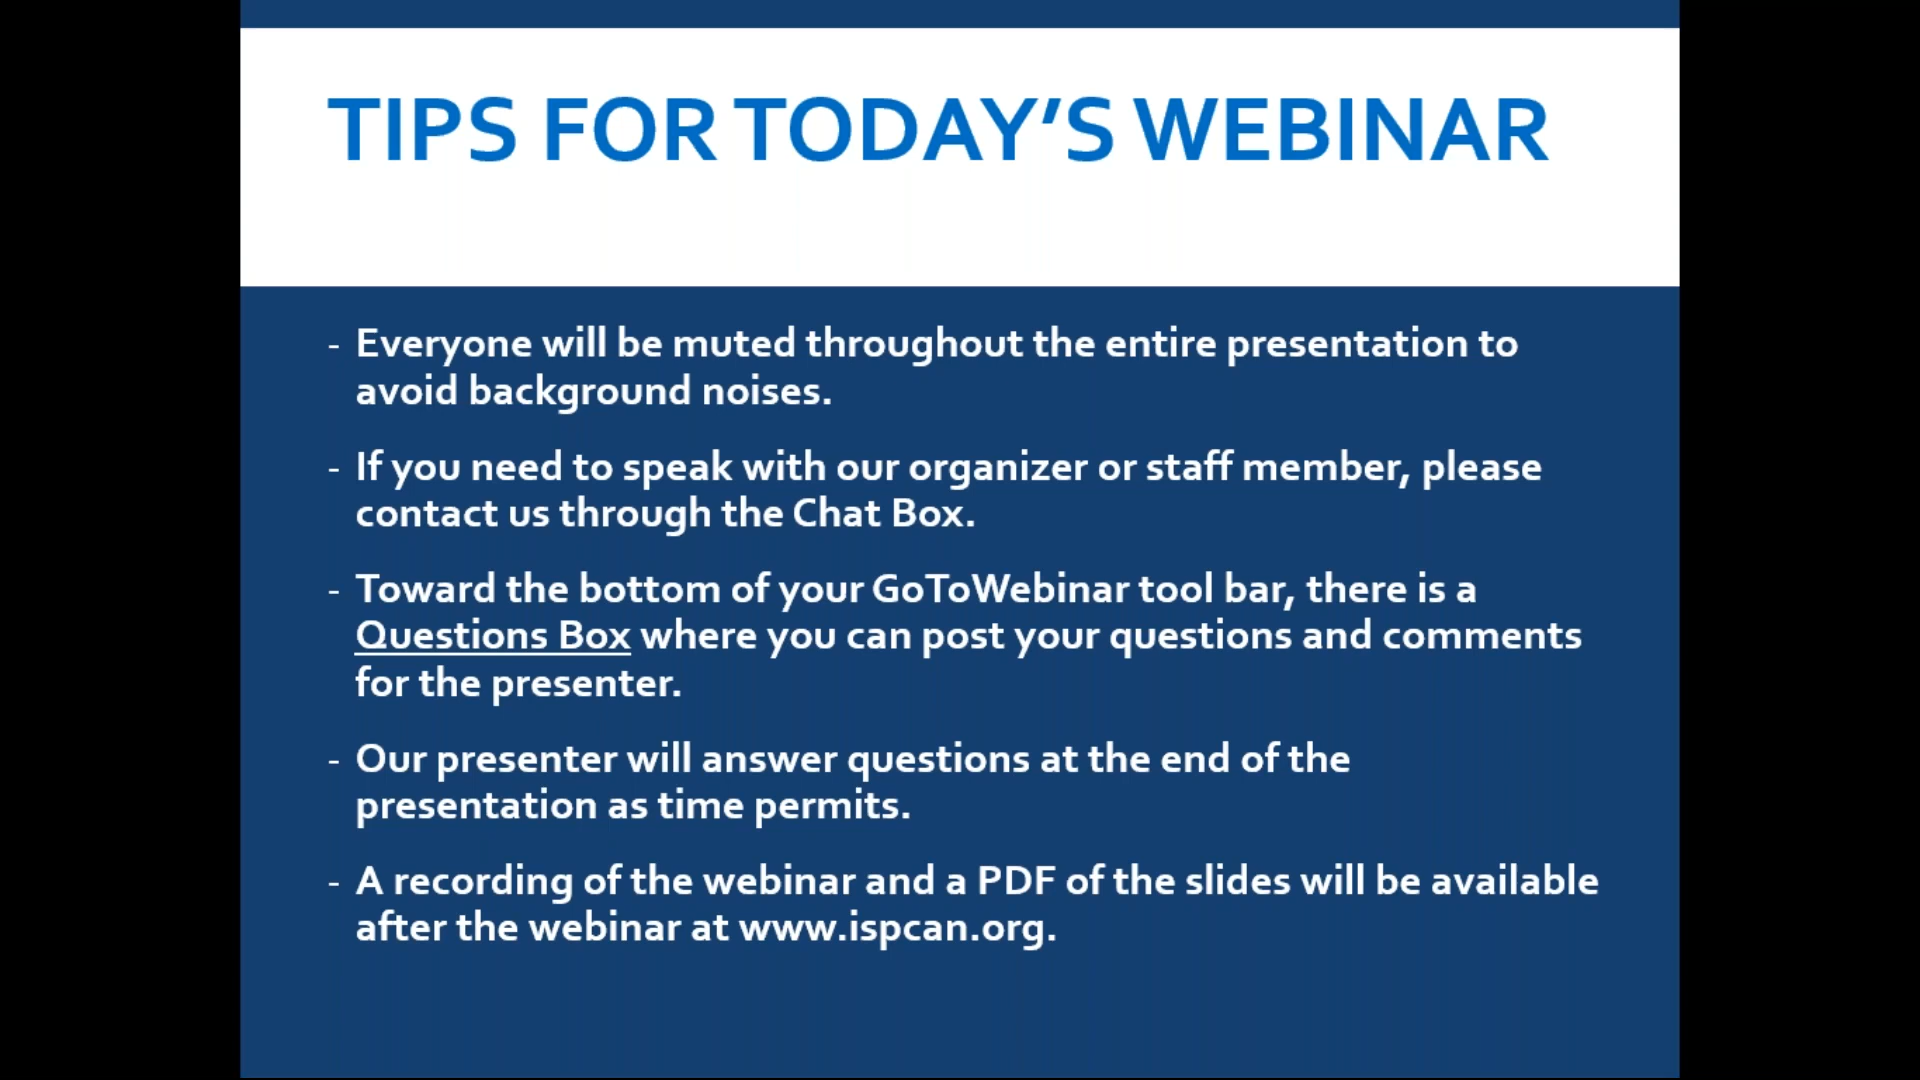 TIPS FOR TODAY’S WEBINAR
- Everyone will be muted throughout the entire presentation to
avoid background noises.
- If you need to speak with our organizer or staff member, please
contact us through the Chat Box.
- Toward the bottom of your GoToWebinar tool bar, there is a
Questions Box where you can post your questions and comments
for the presenter.
- Our presenter will answer questions at the end of the
presentation as time permits.
- A recording of the webinar and a PDF of the slides will be available
after the webinar at www.ispcan.org.